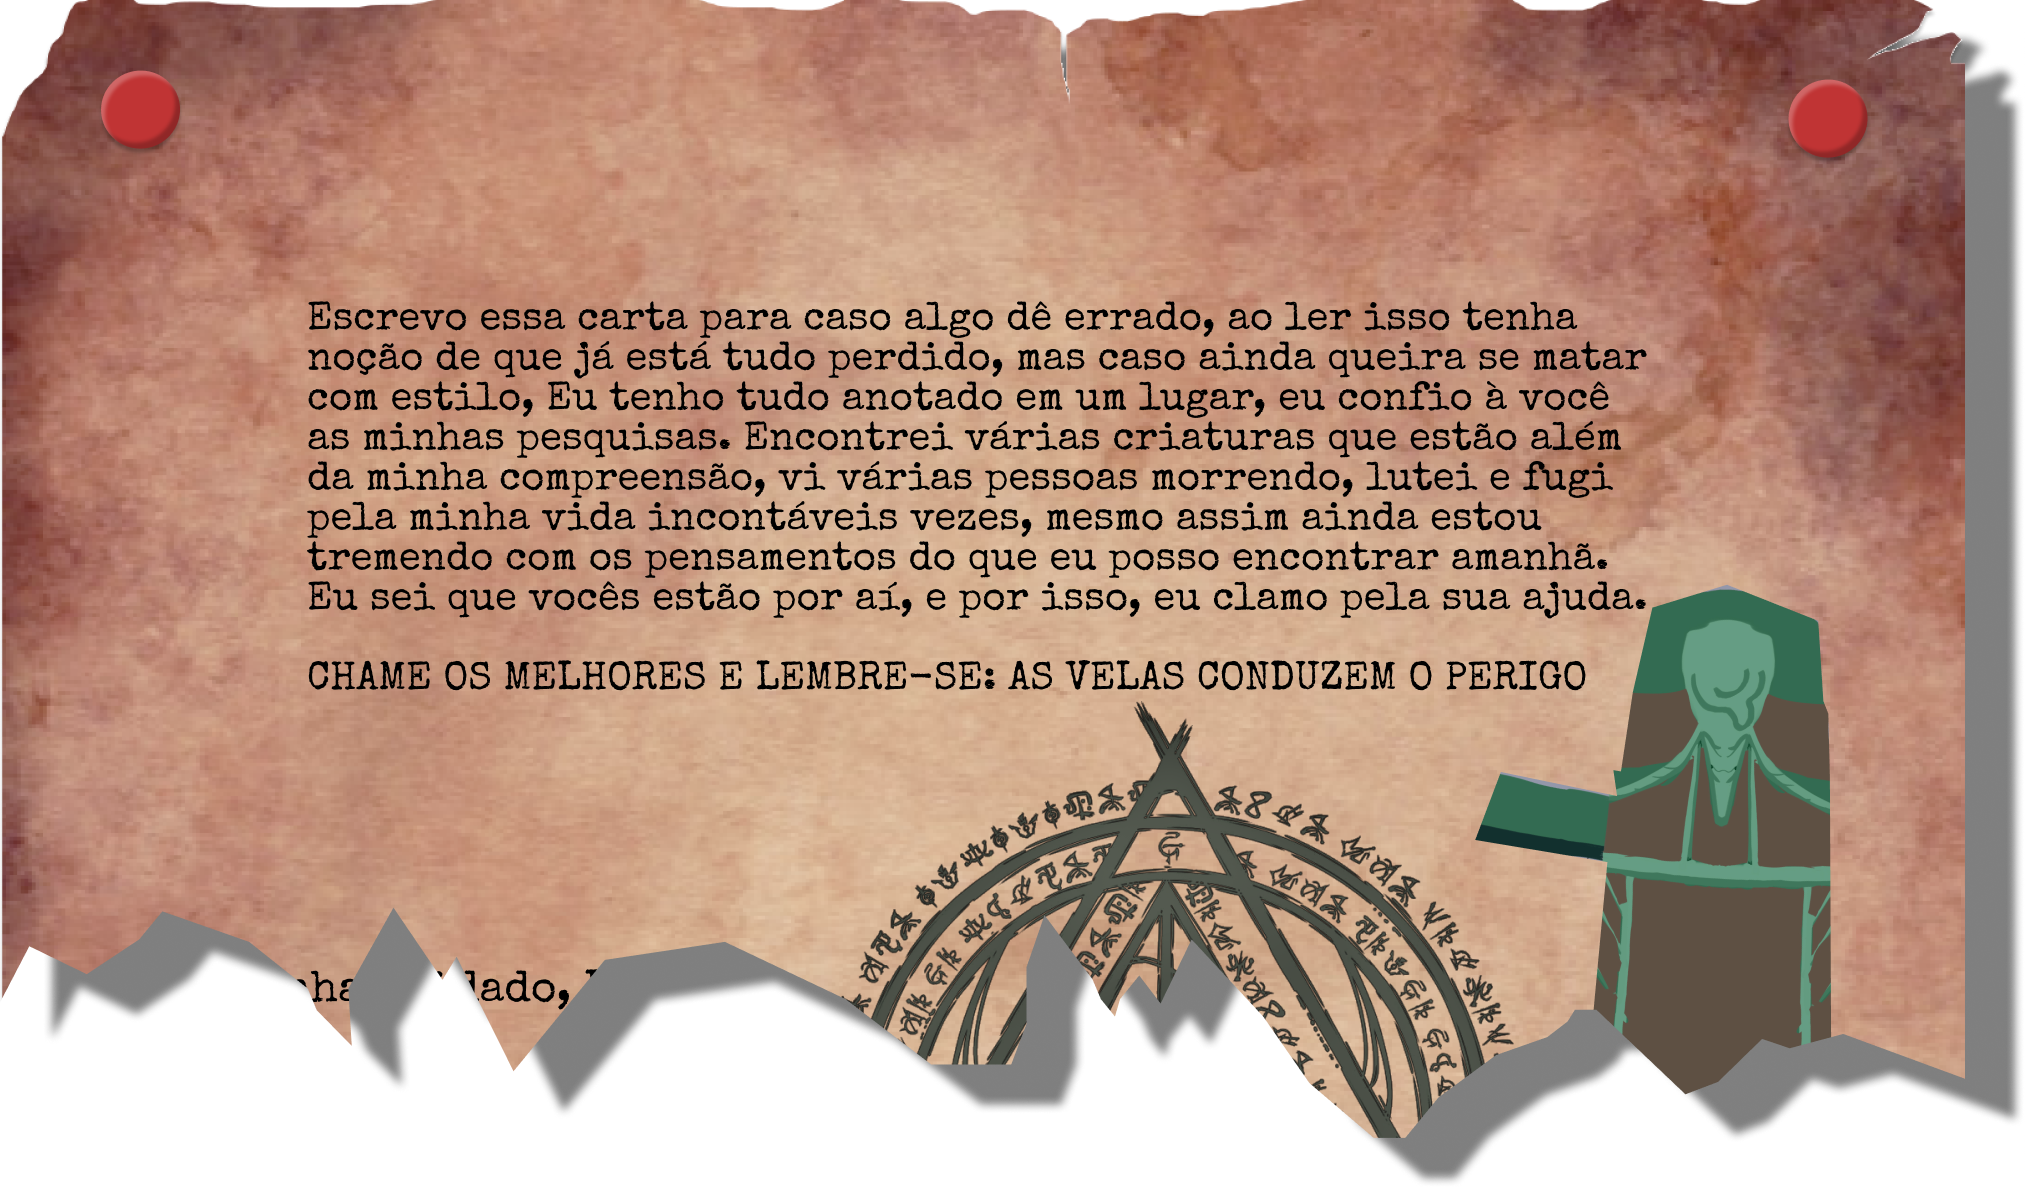 Escrevo essa carta para caso algo dê errado, ao ler isso tenha
noção de que já está tudo perdido, mas caso ainda queira se matar
com estilo, Eu tenho tudo anotado em um lugar, eu confio à você
as minhas pesquisas. Encontrei várias criaturas que estão além
da minha compreensão, vi várias pessoas morrendo, lutei e fugi
pela minha vida incontáveis vezes, mesmo assim ainda estou
tremendo com os pensamentos do que eu posso encontrar amanhã.
Eu sei que vocês estão por aí, e por isso, eu clamo pela sua ajuda.
CHAME OS MELHORES E LEMBRE-SE: AS VELAS CONDUZEM O PERIGO